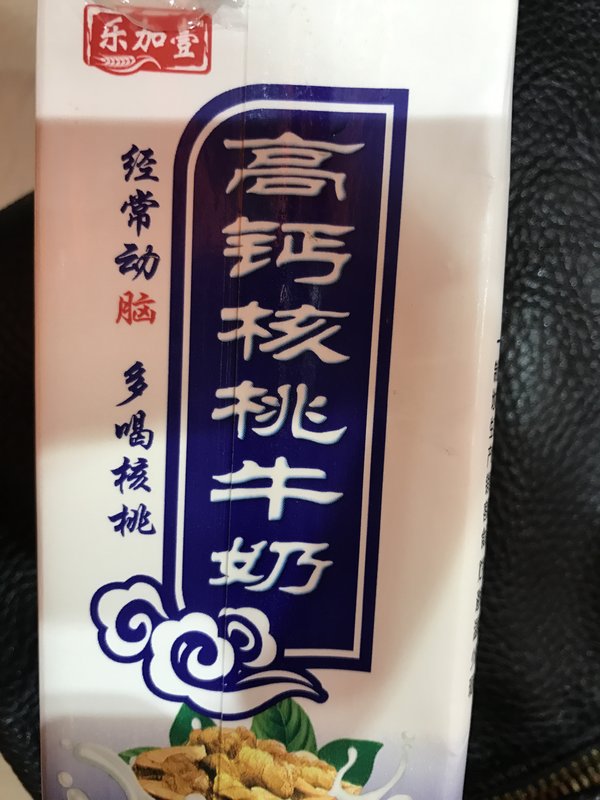 乐加壹
高钙核桃牛奶
经常动脑 多喝核桃